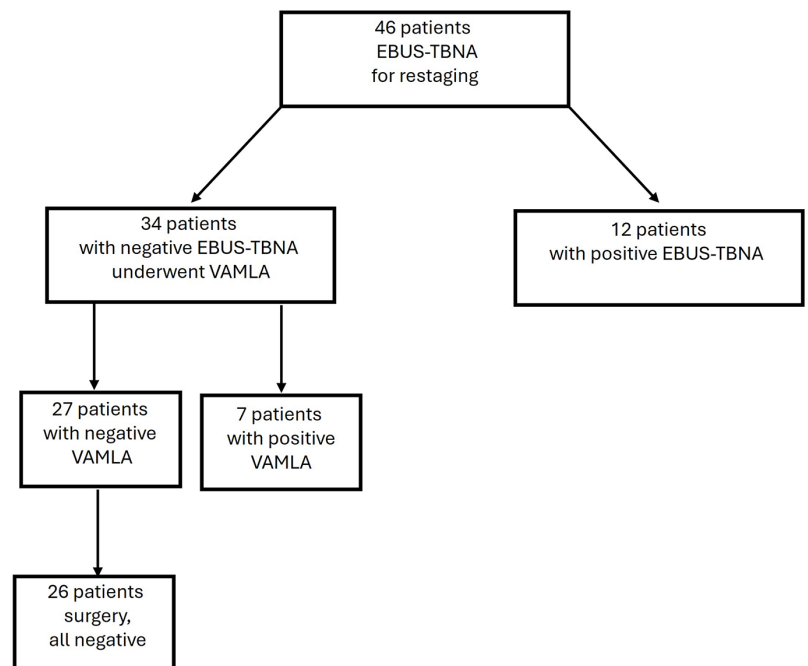 46 patients
EBUS-TBNA
for restaging
34 patients
with negative EBUS-TBNA
underwent VAMLA
12 patients
with positive EBUS-TBNA
27 patients
with negative
VAMLA
7 patients
with positive
VAMLA
26 patients
surgery,
all negative